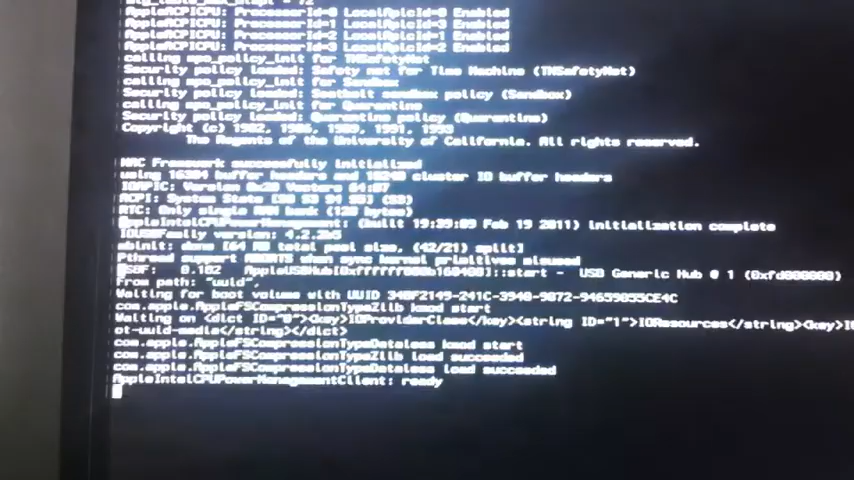 AppleACPICPU: ProcessorId=0 LocalApicId=0 Enabled
AppleACPICPU: ProcessorId=1 LocalApicId=3 Enabled
AppleACPICPU: ProcessorId=2 LocalApicId=1 Enabled
AppleACPICPU: ProcessorId=3 LocalApicId=2 Enabled
calling mpo_policy_init for TMSafetyNet
Security policy loaded: Safety net for Time Machine (TMSafetyNet)
calling mpo_policy_init for Sandbox
Security policy loaded: Seatbelt sandbox policy (Sandbox)
calling mpo_policy_init for Quarantine
Security policy loaded: Quarantine policy (Quarantine)
Copyright (c) 1982, 1986, 1989, 1991, 1993
The Regents of the University of California. All rights reserved.
MAC Framework successfully initialized
using 16384 buffer headers and 10240 cluster IO buffer headers
IOAPIC: Version 0x20 Vectors 64:87
ACPI: System State [S0 S3 S4 S5] (S3)
RTC: Only single RAM bank (128 bytes)
AppleIntelCPUPowerManagement: (built 19:39:09 Feb 19 2011) initialization complete
IOUSBFamily version: 4.2.2b5
mbinit: done [64 MB total pool size, (42/21) split]
Pthread support ABORTS when sync kernel primitives misused
USBF: 0.182 AppleUSBHub[0xffffff800b160400]::start - USB Generic Hub @ 1 (0xfd000000)
From path: "uuid",
Waiting for boot volume with UUID 34BF2149-241C-3940-9872-94659855CE4C
com.apple.AppleFSCompressionTypeZlib kmod start
Waiting on <dict ID="0"><key>IOProviderClass</key><string ID="1">IOResources</string><key>
ot-uuid-media</string></dict>
com.apple.AppleFSCompressionTypeDataless kmod start
com.apple.AppleFSCompressionTypeZlib load succeeded
com.apple.AppleFSCompressionTypeDataless load succeeded
AppleIntelCPUPowerManagementClient: ready